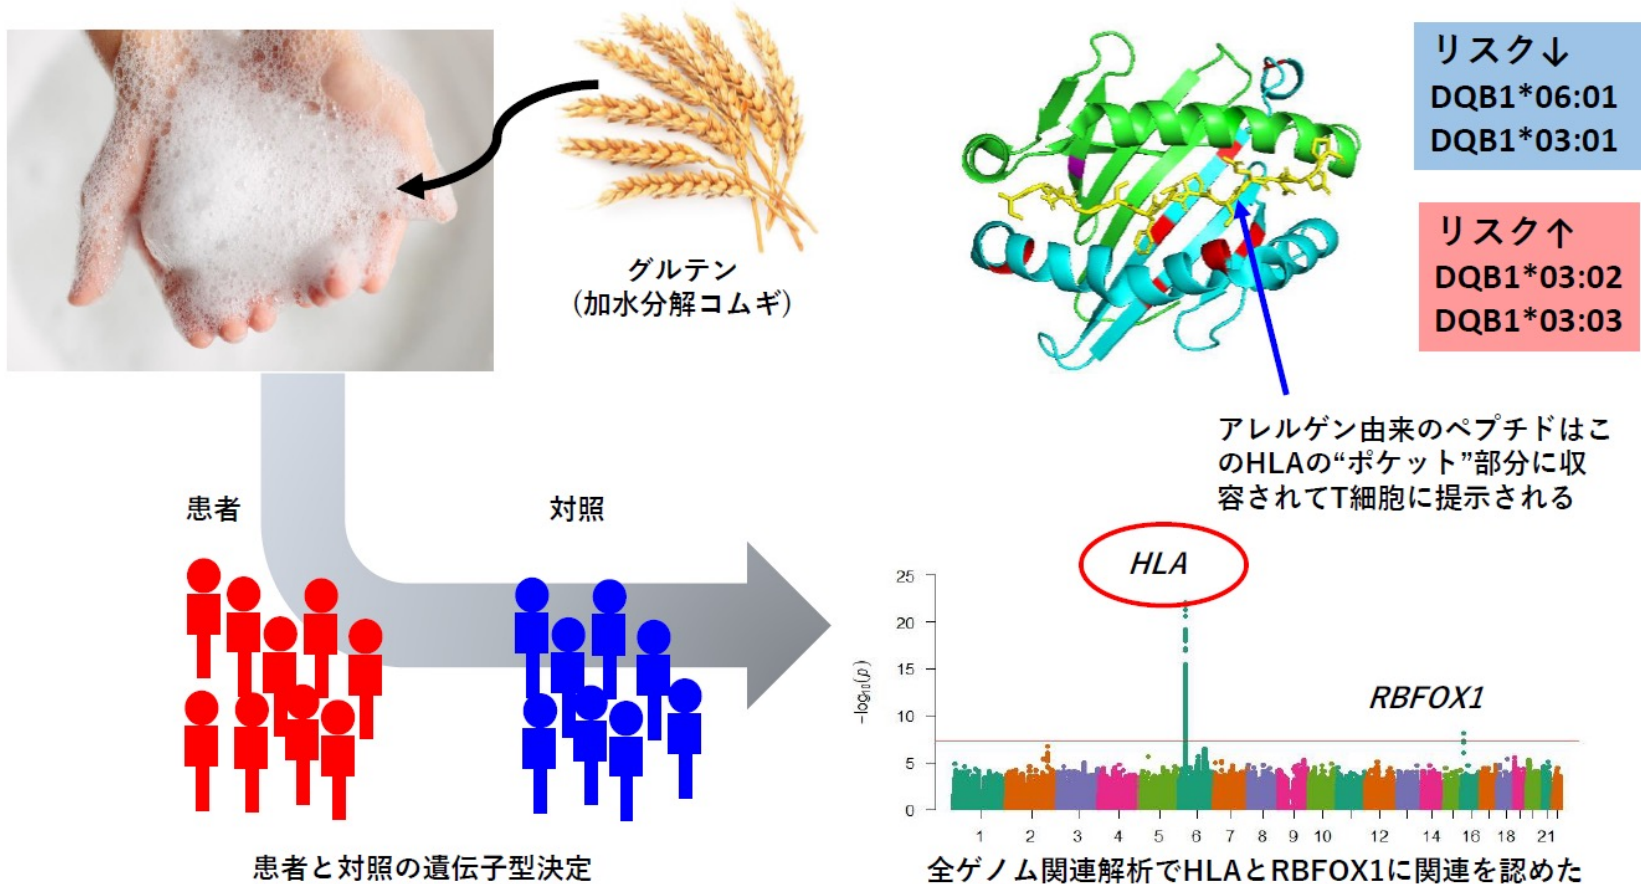 グルテン
(加水分解コムギ)
リスク↓
DQB1*06:01
DQB1*03:01
リスク↑
DQB1*03:02
DQB1*03:03
アレルゲン由来のペプチドはこ
のHLAの“ポケット”部分に収
容されてT細胞に提示される
患者
対照
患者と対照の遺伝子型決定
HLA
RBFOX1
-log10(p)
25
20
15
10
5
0
1 2 3 4 5 6 7 8 9 10 12 14 16 18 21
全ゲノム関連解析でHLAとRBFOX1に関連を認めた